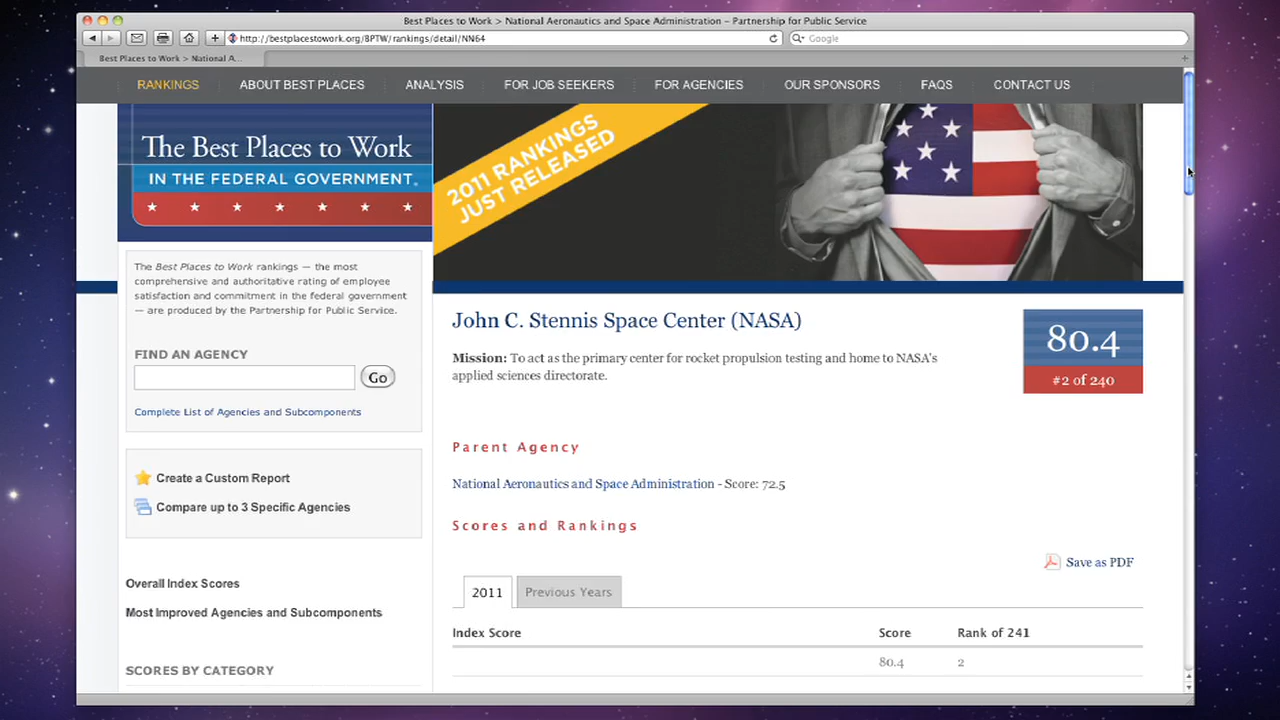 Best Places to Work > National Aeronautics and Space Administration – Partnership for Public Service
http://bestplacestowork.org/BPTW/rankings/detail/NN64
Google
Best Places to Work > National A...
RANKINGS ABOUT BEST PLACES ANALYSIS FOR JOB SEEKERS FOR AGENCIES OUR SPONSORS FAQS CONTACT US
The Best Places to Work
IN THE FEDERAL GOVERNMENT.
2011 RANKINGS
JUST RELEASED
The Best Places to Work rankings — the most
comprehensive and authoritative rating of employee
satisfaction and commitment in the federal government
— are produced by the Partnership for Public Service.
FIND AN AGENCY
Go
Complete List of Agencies and Subcomponents
Create a Custom Report
Compare up to 3 Specific Agencies
Overall Index Scores
Most Improved Agencies and Subcomponents
SCORES BY CATEGORY
John C. Stennis Space Center (NASA)
80.4
#2 of 240
Mission: To act as the primary center for rocket propulsion testing and home to NASA's
applied sciences directorate.
Parent Agency
National Aeronautics and Space Administration - Score: 72.5
Scores and Rankings
Save as PDF
2011 Previous Years
Index Score Score Rank of 241
80.4 2